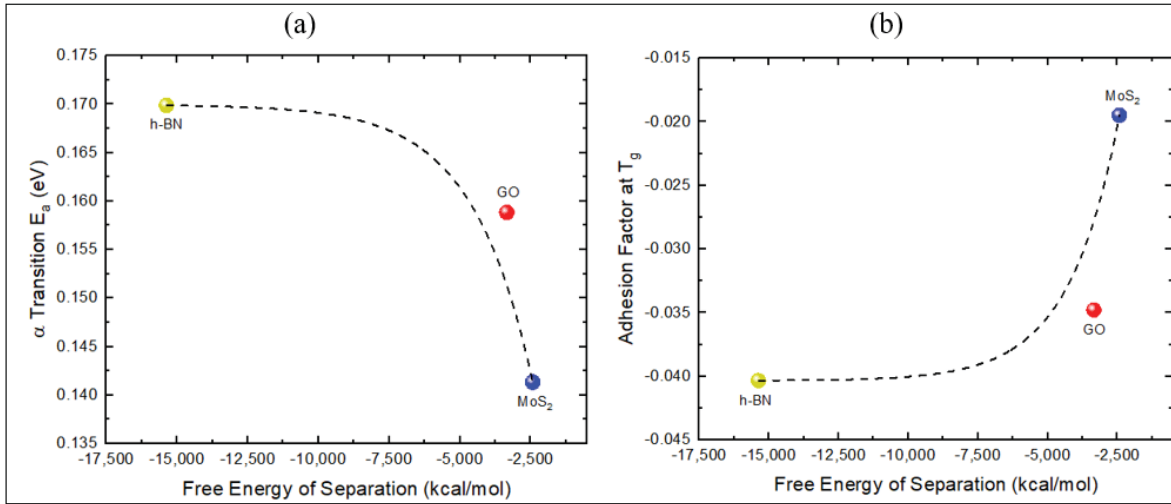 (a)
α Transition Eₐ (eV)
0.175
0.170
0.165
0.160
0.155
0.150
0.145
0.140
0.135
h-BN
GO
MoS₂
-17,500 -15,000 -12,500 -10,000 -7,500 -5,000 -2,500
Free Energy of Separation (kcal/mol)
(b)
Adhesion Factor at T_g
-0.015
-0.020
-0.025
-0.030
-0.035
-0.040
-0.045
MoS₂
GO
h-BN
-17,500 -15,000 -12,500 -10,000 -7,500 -5,000 -2,500
Free Energy of Separation (kcal/mol)